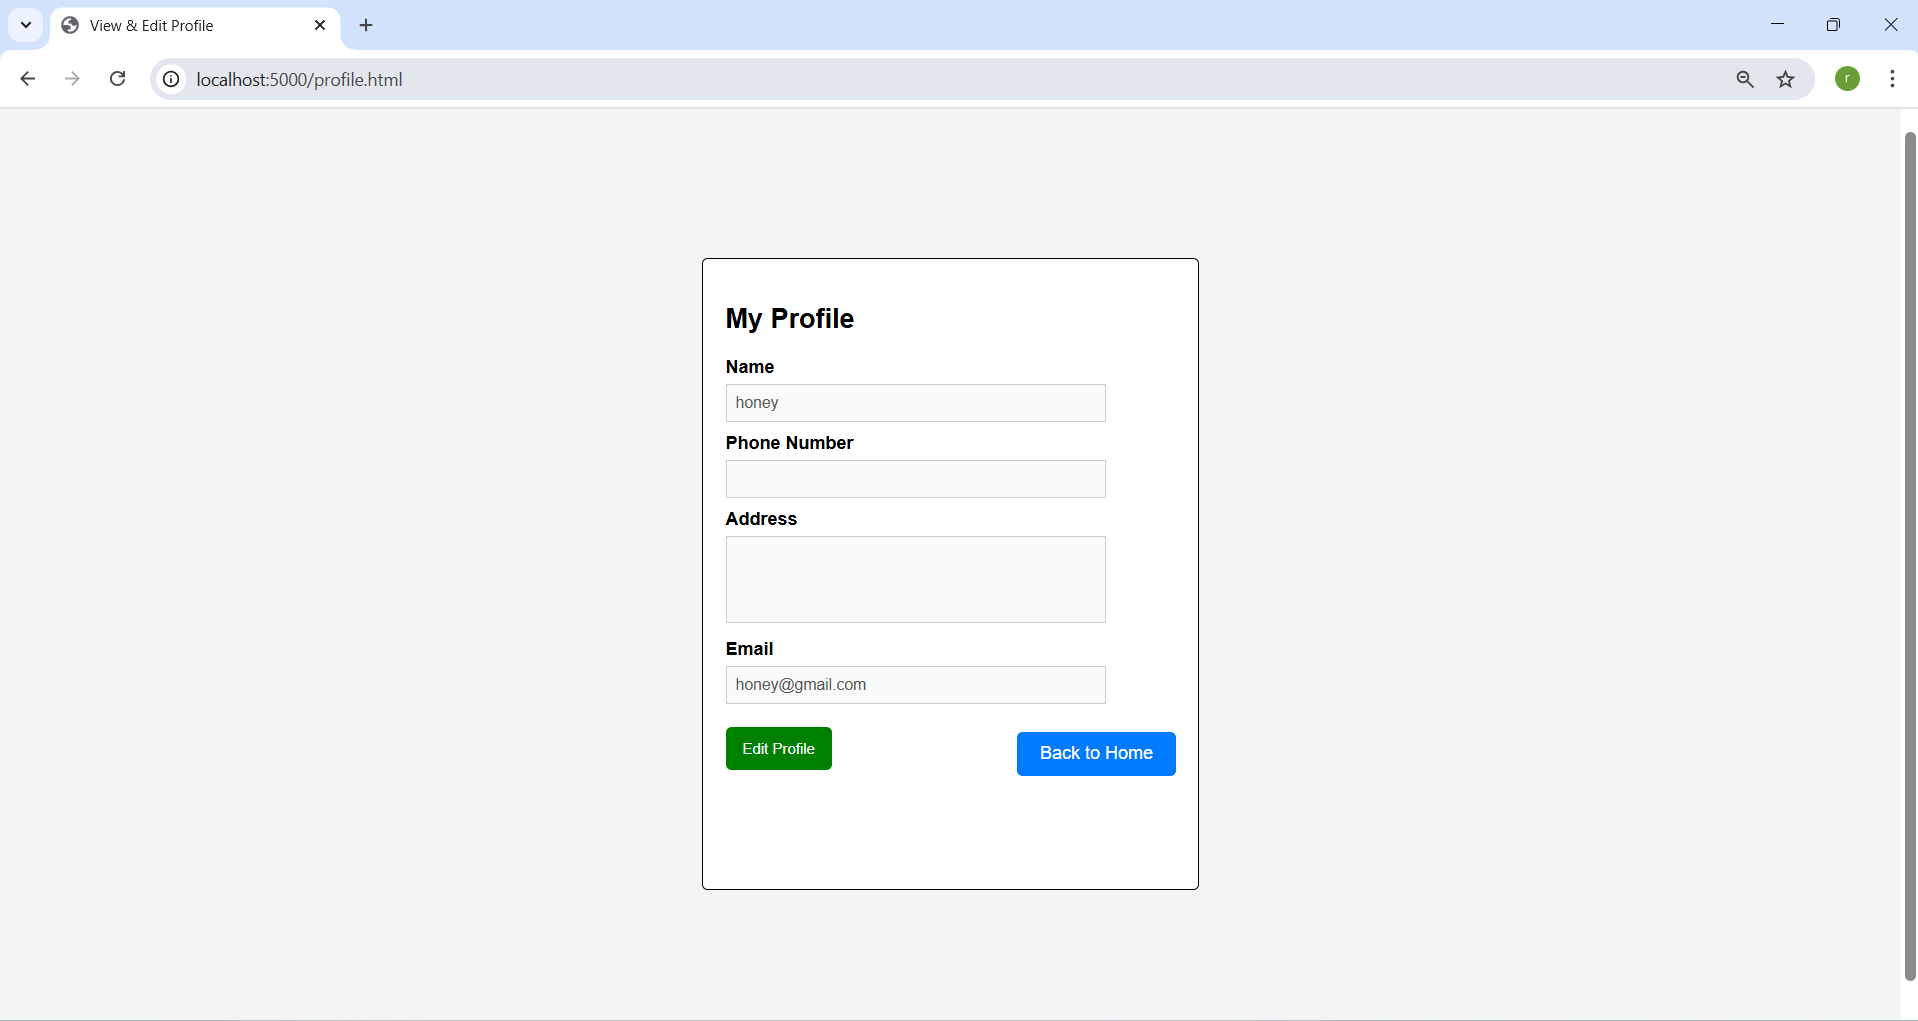 View & Edit Profile
localhost:5000/profile.html
r
My Profile
Name
honey
Phone Number
Address
Email
honey@gmail.com
Edit Profile
Back to Home